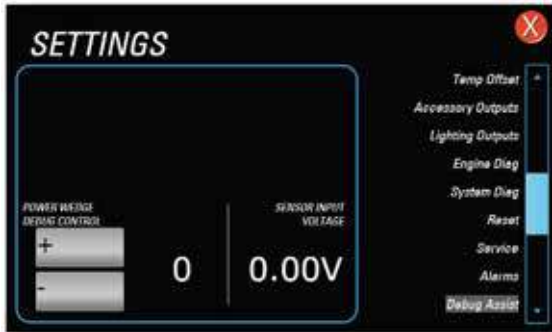 SETTINGS
X
Temp Offset
Accessory Outputs
Lighting Outputs
Engine Diag
System Diag
Reset
Service
Alarms
Debug Assist
POWER WEDGE
DEBUG CONTROL
+
-
0
SENSOR INPUT
VOLTAGE
0.00V